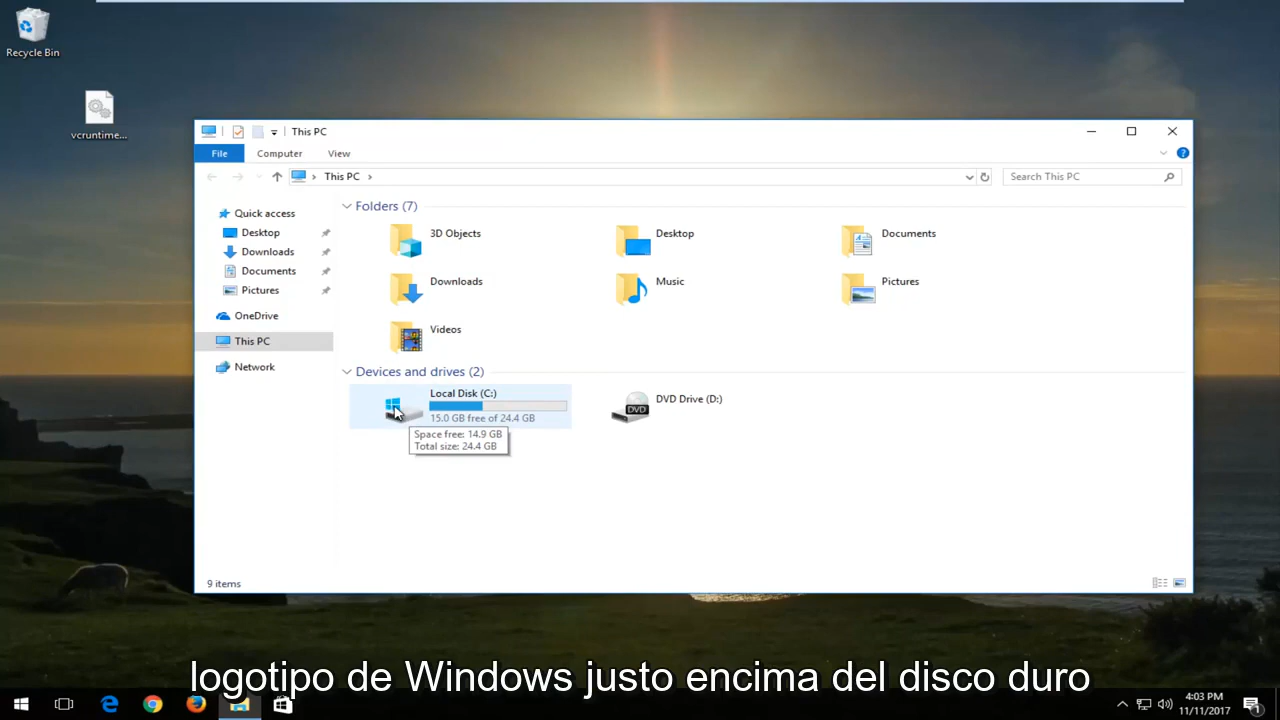 Recycle Bin
vcruntime...
This PC
File
Computer
View
This PC
Search This PC
Quick access
Desktop
Downloads
Documents
Pictures
OneDrive
This PC
Network
Folders (7)
3D Objects
Desktop
Documents
Downloads
Music
Pictures
Videos
Devices and drives (2)
Local Disk (C:)
15.0 GB free of 24.4 GB
DVD
DVD Drive (D:)
Space free: 14.9 GB
Total size: 24.4 GB
9 items
logotipo de Windows justo encima del disco duro
4:03 PM
11/11/2017
1